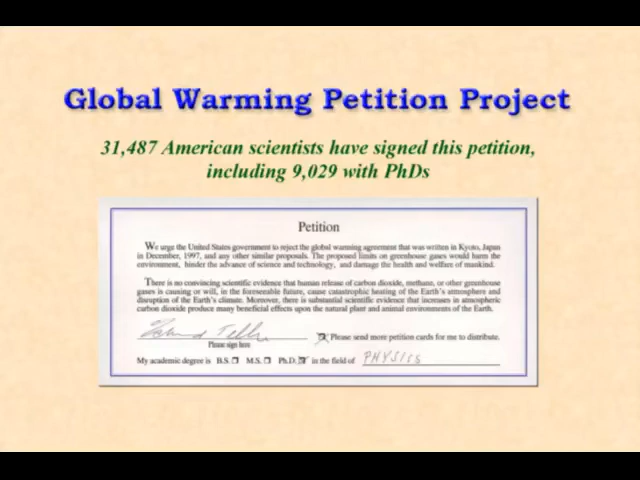 Global Warming Petition Project
31,487 American scientists have signed this petition,
including 9,029 with PhDs
Petition
We urge the United States government to reject the global warming agreement that was written in Kyoto, Japan
in December, 1997, and any other similar proposals. The proposed limits on greenhouse gases would harm the
environment, hinder the advance of science and technology, and damage the health and welfare of mankind.
There is no convincing scientific evidence that human release of carbon dioxide, methane, or other greenhouse
gases is causing or will, in the foreseeable future, cause catastrophic heating of the Earth's atmosphere and
disruption of the Earth's climate. Moreover, there is substantial scientific evidence that increases in atmospheric
carbon dioxide produce many beneficial effects upon the natural plant and animal environments of the Earth.
Please sign here
Please send more petition cards for me to distribute.
My academic degree is B.S. M.S. Ph.D. in the field of PHYSICS